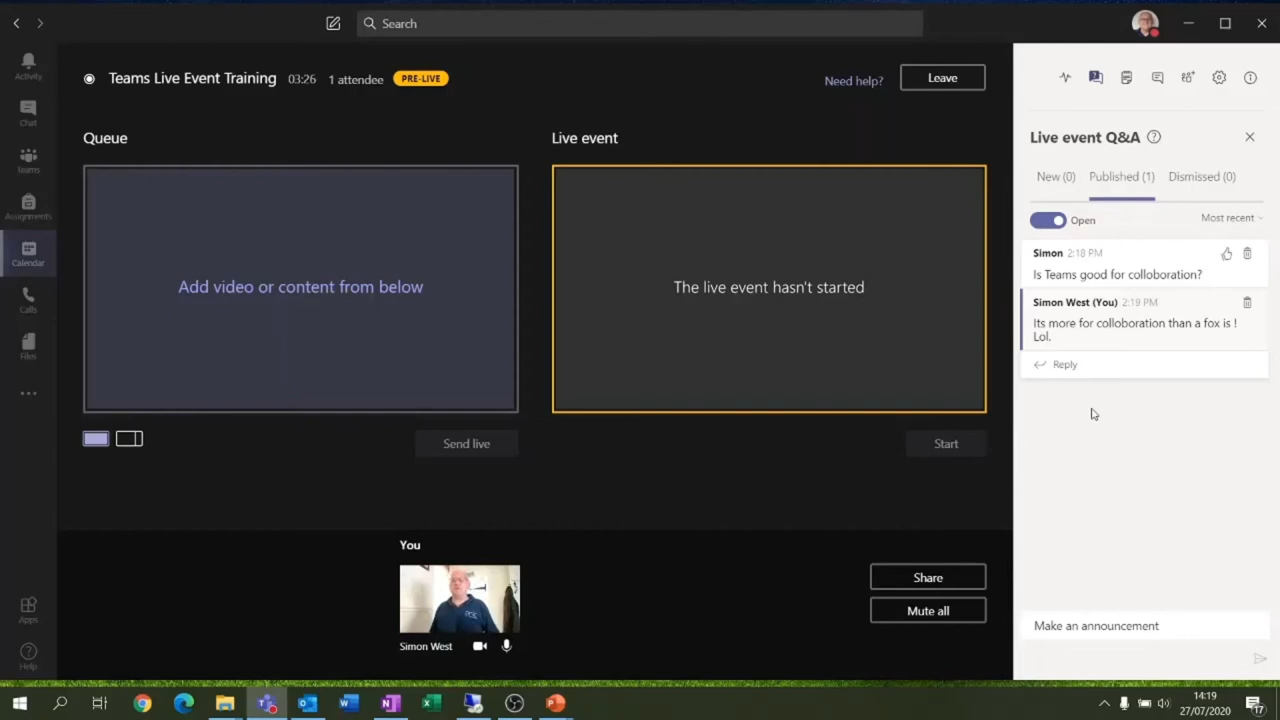 Search
Activity
Chat
Teams
Assignments
Calendar
Calls
Files
Apps
Help
Teams Live Event Training 03:26 1 attendee PRE-LIVE
Need help?
Leave
Queue
Live event
Add video or content from below
The live event hasn't started
Send live
Start
You
Simon West
Share
Mute all
Live event Q&A ?
New (0) Published (1) Dismissed (0)
Open
Most recent
Simon 2:18 PM
Is Teams good for colloboration?
Simon West (You) 2:19 PM
Its more for colloboration than a fox is !
Lol.
Reply
Make an announcement
14:19
27/07/2020
17